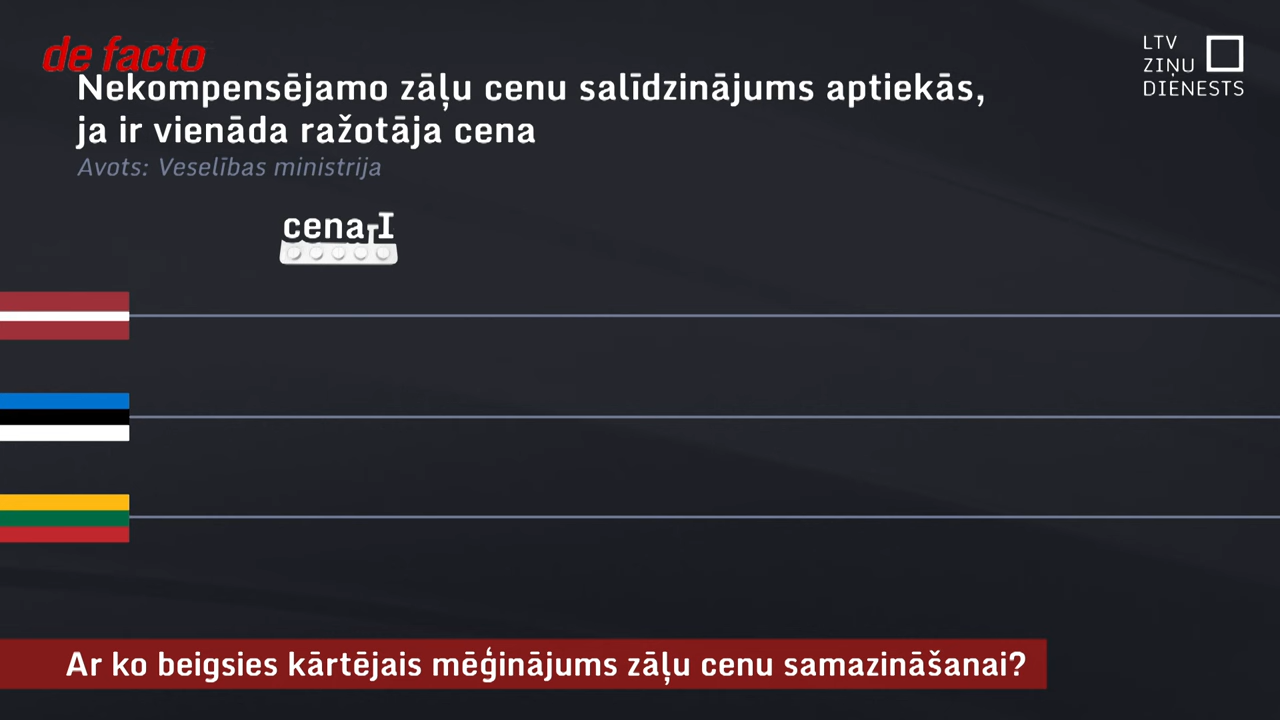 de facto
LTV
ZIŅU
DIENESTS
Nekompensējamo zāļu cenu salīdzinājums aptiekās,
ja ir vienāda ražotāja cena
Avots: Veselības ministrija
Ar ko beigsies kārtējais mēģinājums zāļu cenu samazināšanai?